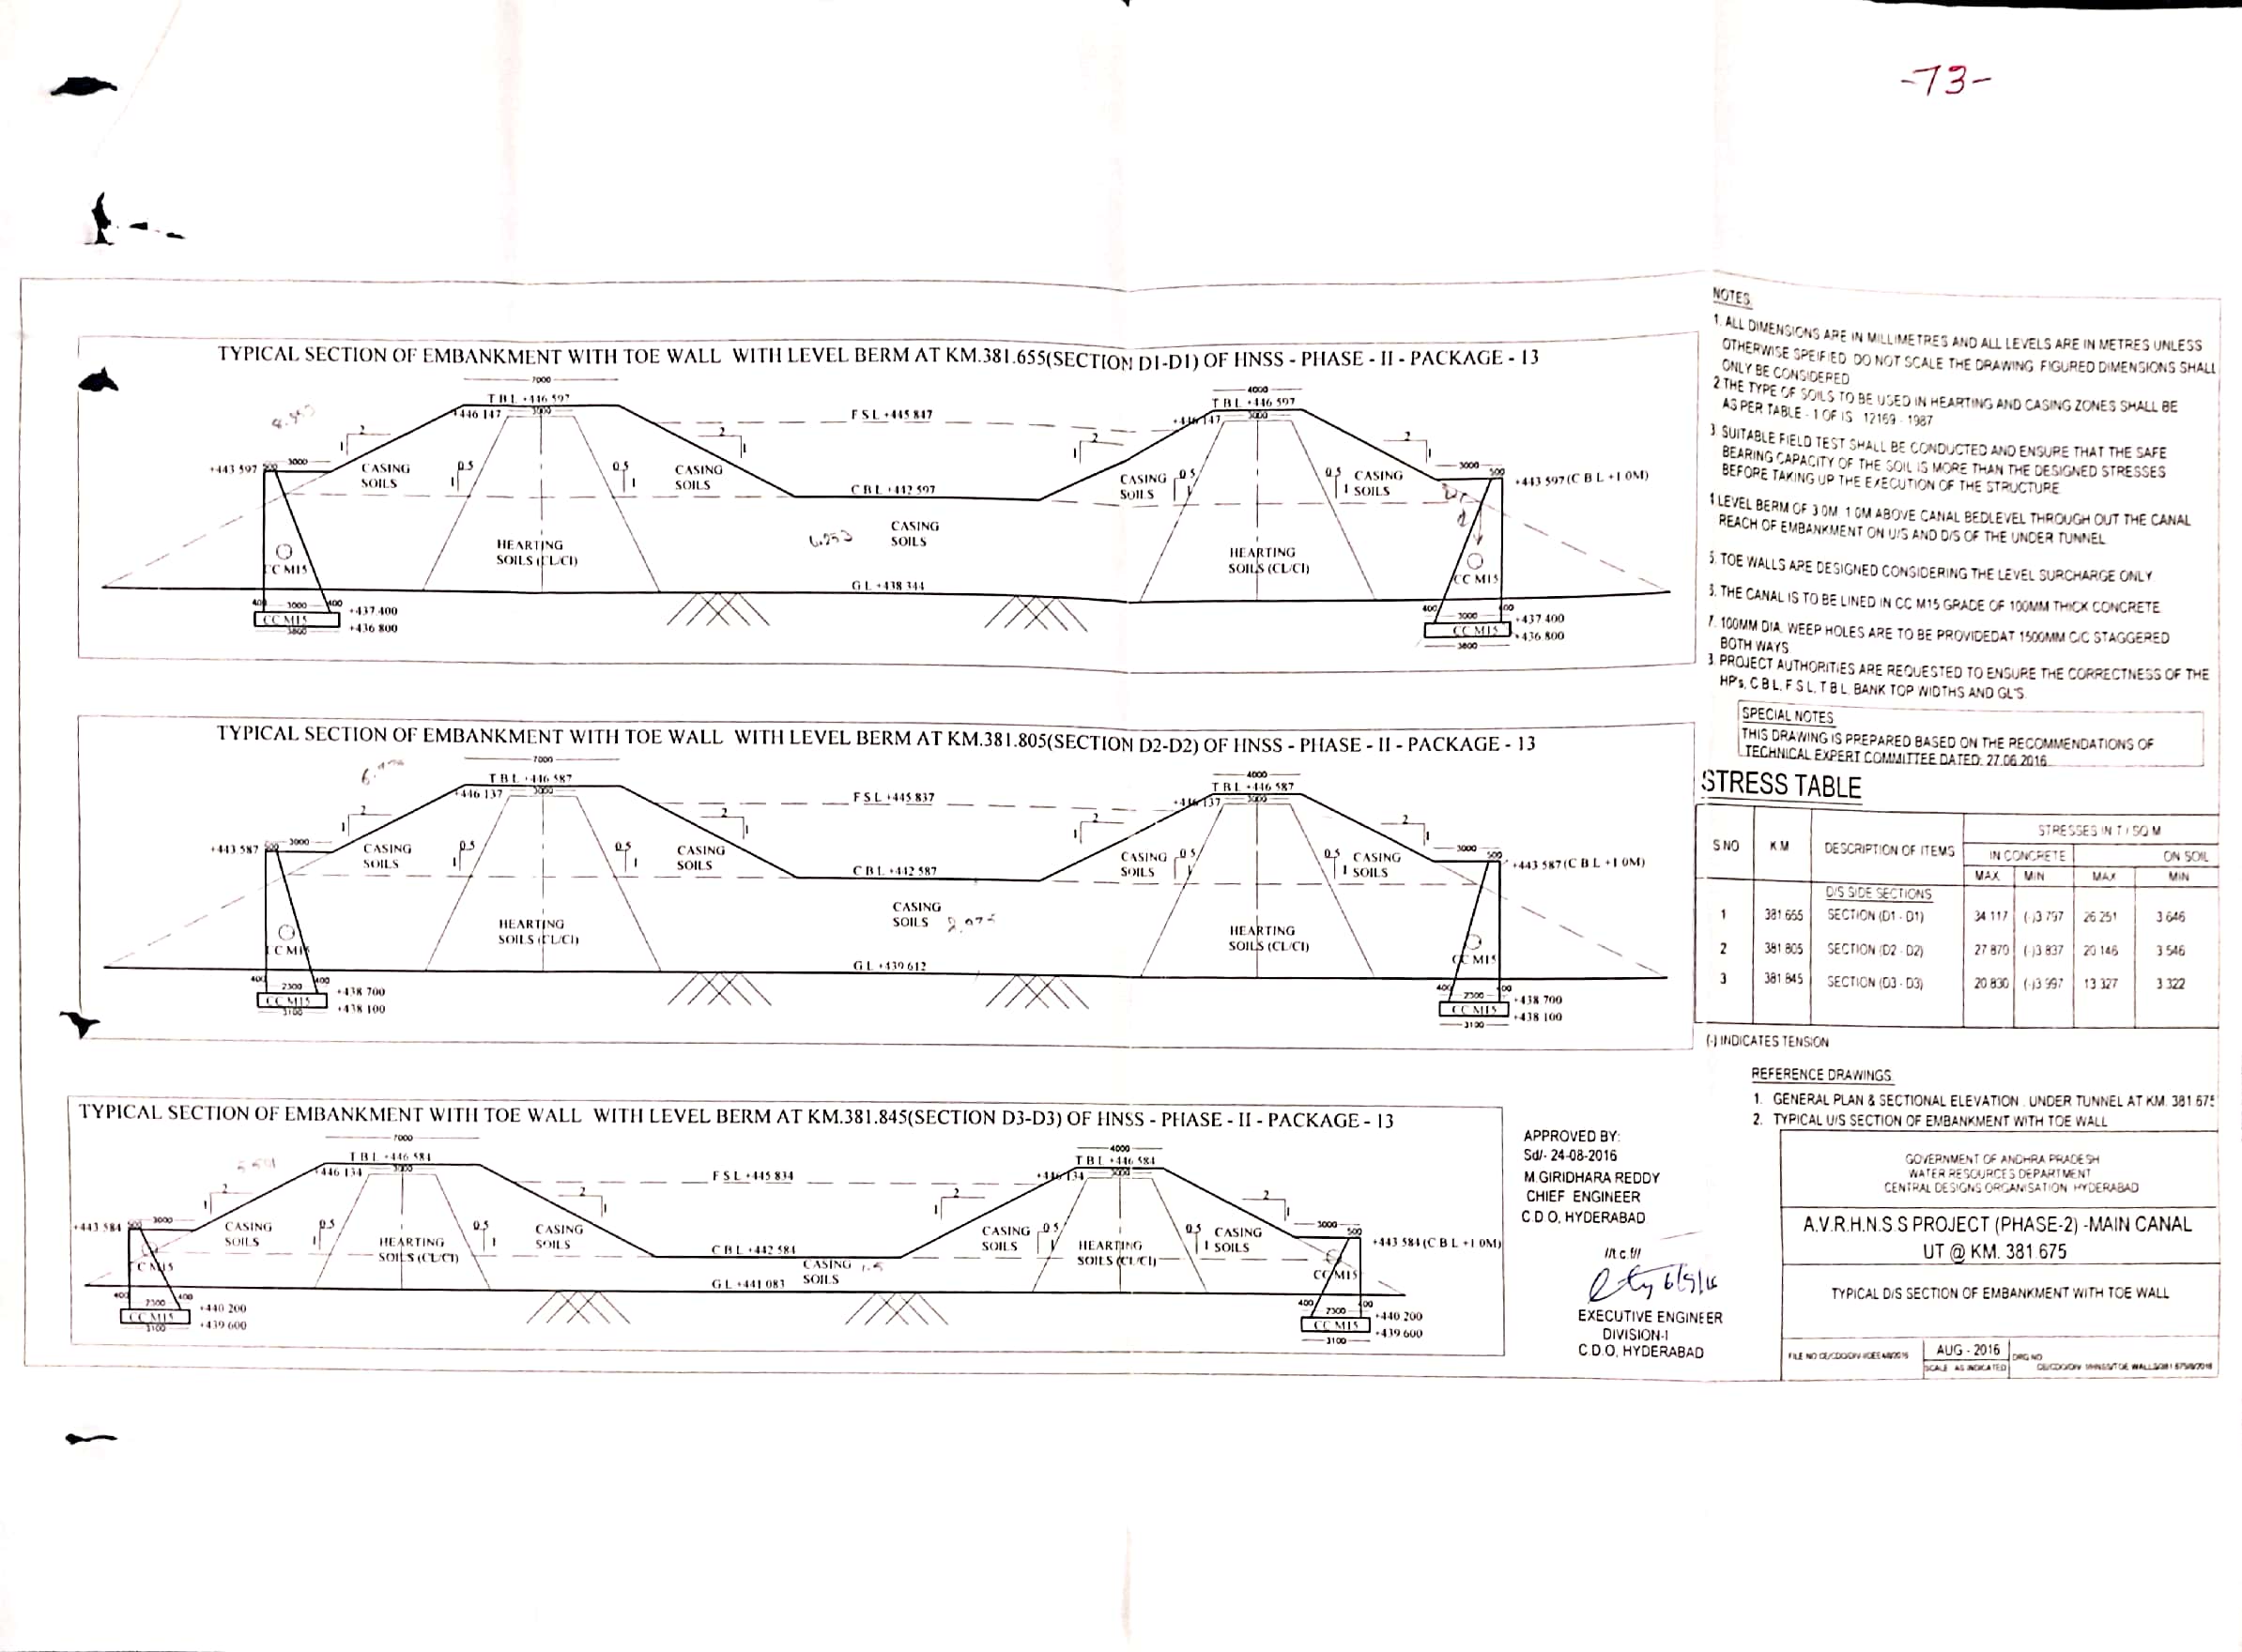 -73-
TYPICAL SECTION OF EMBANKMENT WITH TOE WALL WITH LEVEL BERM AT KM.381.655(SECTION D1-D1) OF HNSS - PHASE - II - PACKAGE - 13
7000
T B L +446 597
+446 147
3000
F S L +445 847
4000
T B L +446 597
+446 147
3000
+443 597
500
3000
2
1
CASING SOILS
0.5
1
0.5
1
CASING SOILS
2
1
C B L +442 597
2
1
CASING SOILS
0 5
1
0.5
1
CASING SOILS
2
1
3000
500
+443 597(C B L +1 0M)
HEARTING
SOILS (CL/CI)
6.253
CASING
SOILS
HEARTING
SOILS (CL/CI)
CC M15
G L +438 344
CC M15
400
3000
400
+437 400
CC M15
+436 800
3800
400
3000
400
+437 400
CC M15
+436 800
3800
TYPICAL SECTION OF EMBANKMENT WITH TOE WALL WITH LEVEL BERM AT KM.381.805(SECTION D2-D2) OF HNSS - PHASE - II - PACKAGE - 13
7000
T B L +446 587
+446 137
3000
F S L +445 837
4000
T B L +446 587
+446 137
3000
+443 587
500
3000
2
1
CASING SOILS
0.5
1
0.5
1
CASING SOILS
2
1
C B L +442 587
2
1
CASING SOILS
0 5
1
0.5
1
CASING SOILS
2
1
3000
500
+443 587(C B L +1 0M)
HEARTING
SOILS (CL/CI)
CASING
SOILS
HEARTING
SOILS (CL/CI)
CC M15
G L +439 612
CC M15
400
2300
400
+438 700
CC M15
+438 100
3100
400
2300
400
+438 700
CC M15
+438 100
3100
TYPICAL SECTION OF EMBANKMENT WITH TOE WALL WITH LEVEL BERM AT KM.381.845(SECTION D3-D3) OF HNSS - PHASE - II - PACKAGE - 13
7000
T B L +446 584
+446 134
3000
F S L +445 834
4000
T B L +446 584
+446 134
3000
+443 584
500
3000
2
1
CASING SOILS
0.5
1
HEARTING
SOILS (CL/CI)
0.5
1
CASING SOILS
2
1
C B L +442 584
CASING
SOILS
2
1
CASING SOILS
0 5
1
HEARTING
SOILS (CL/CI)
0.5
1
CASING SOILS
2
1
3000
500
+443 584(C B L +1 0M)
CC M15
G L +441 083
CC M15
400
2300
400
+440 200
CC M15
+439 600
3100
400
2300
400
+440 200
CC M15
+439 600
3100
NOTES
1. ALL DIMENSIONS ARE IN MILLIMETRES AND ALL LEVELS ARE IN METRES UNLESS
OTHERWISE SPEIFIED DO NOT SCALE THE DRAWING FIGURED DIMENSIONS SHALL
ONLY BE CONSIDERED
2 THE TYPE OF SOILS TO BE USED IN HEARTING AND CASING ZONES SHALL BE
AS PER TABLE - 1 OF IS 12169 - 1987
3. SUITABLE FIELD TEST SHALL BE CONDUCTED AND ENSURE THAT THE SAFE
BEARING CAPACITY OF THE SOIL IS MORE THAN THE DESIGNED STRESSES
BEFORE TAKING UP THE EXECUTION OF THE STRUCTURE
LEVEL BERM OF 3 0M 1 0M ABOVE CANAL BEDLEVEL THROUGH OUT THE CANAL
REACH OF EMBANKMENT ON U/S AND D/S OF THE UNDER TUNNEL
5. TOE WALLS ARE DESIGNED CONSIDERING THE LEVEL SURCHARGE ONLY
THE CANAL IS TO BE LINED IN CC M15 GRADE OF 100MM THICK CONCRETE
7. 100MM DIA. WEEP HOLES ARE TO BE PROVIDEDAT 1500MM C/C STAGGERED
BOTH WAYS
PROJECT AUTHORITIES ARE REQUESTED TO ENSURE THE CORRECTNESS OF THE
HP's, C B L, F S L, T B L, BANK TOP WIDTHS AND GL'S
SPECIAL NOTES
THIS DRAWING IS PREPARED BASED ON THE RECOMMENDATIONS OF
TECHNICAL EXPERT COMMITTEE DATED: 27.06.2016
STRESS TABLE
S NO K M DESCRIPTION OF ITEMS STRESSES IN T / SQ M
IN CONCRETE ON SOIL
MAX MIN MAX MIN
D/S SIDE SECTIONS
1 381 655 SECTION (D1 - D1) 34 117 (-)3 797 26 251 3 646
2 381 805 SECTION (D2 - D2) 27 870 (-)3 837 20 146 3 546
3 381 845 SECTION (D3 - D3) 20 830 (-)3 997 13 327 3 322
(-) INDICATES TENSION
REFERENCE DRAWINGS
1. GENERAL PLAN & SECTIONAL ELEVATION . UNDER TUNNEL AT KM. 381 675
2. TYPICAL U/S SECTION OF EMBANKMENT WITH TOE WALL
APPROVED BY:
Sd/- 24-08-2016
M.GIRIDHARA REDDY
CHIEF ENGINEER
C D O, HYDERABAD
//t.c.f//
6/9/16
EXECUTIVE ENGINEER
DIVISION-I
C.D.O, HYDERABAD
GOVERNMENT OF ANDHRA PRADESH
WATER RESOURCES DEPARTMENT
CENTRAL DESIGNS ORGANISATION HYDERABAD
A.V.R.H.N.S S PROJECT (PHASE-2) -MAIN CANAL
UT @ KM. 381 675
TYPICAL D/S SECTION OF EMBANKMENT WITH TOE WALL
AUG - 2016
SCALE AS INDICATED
DRG NO